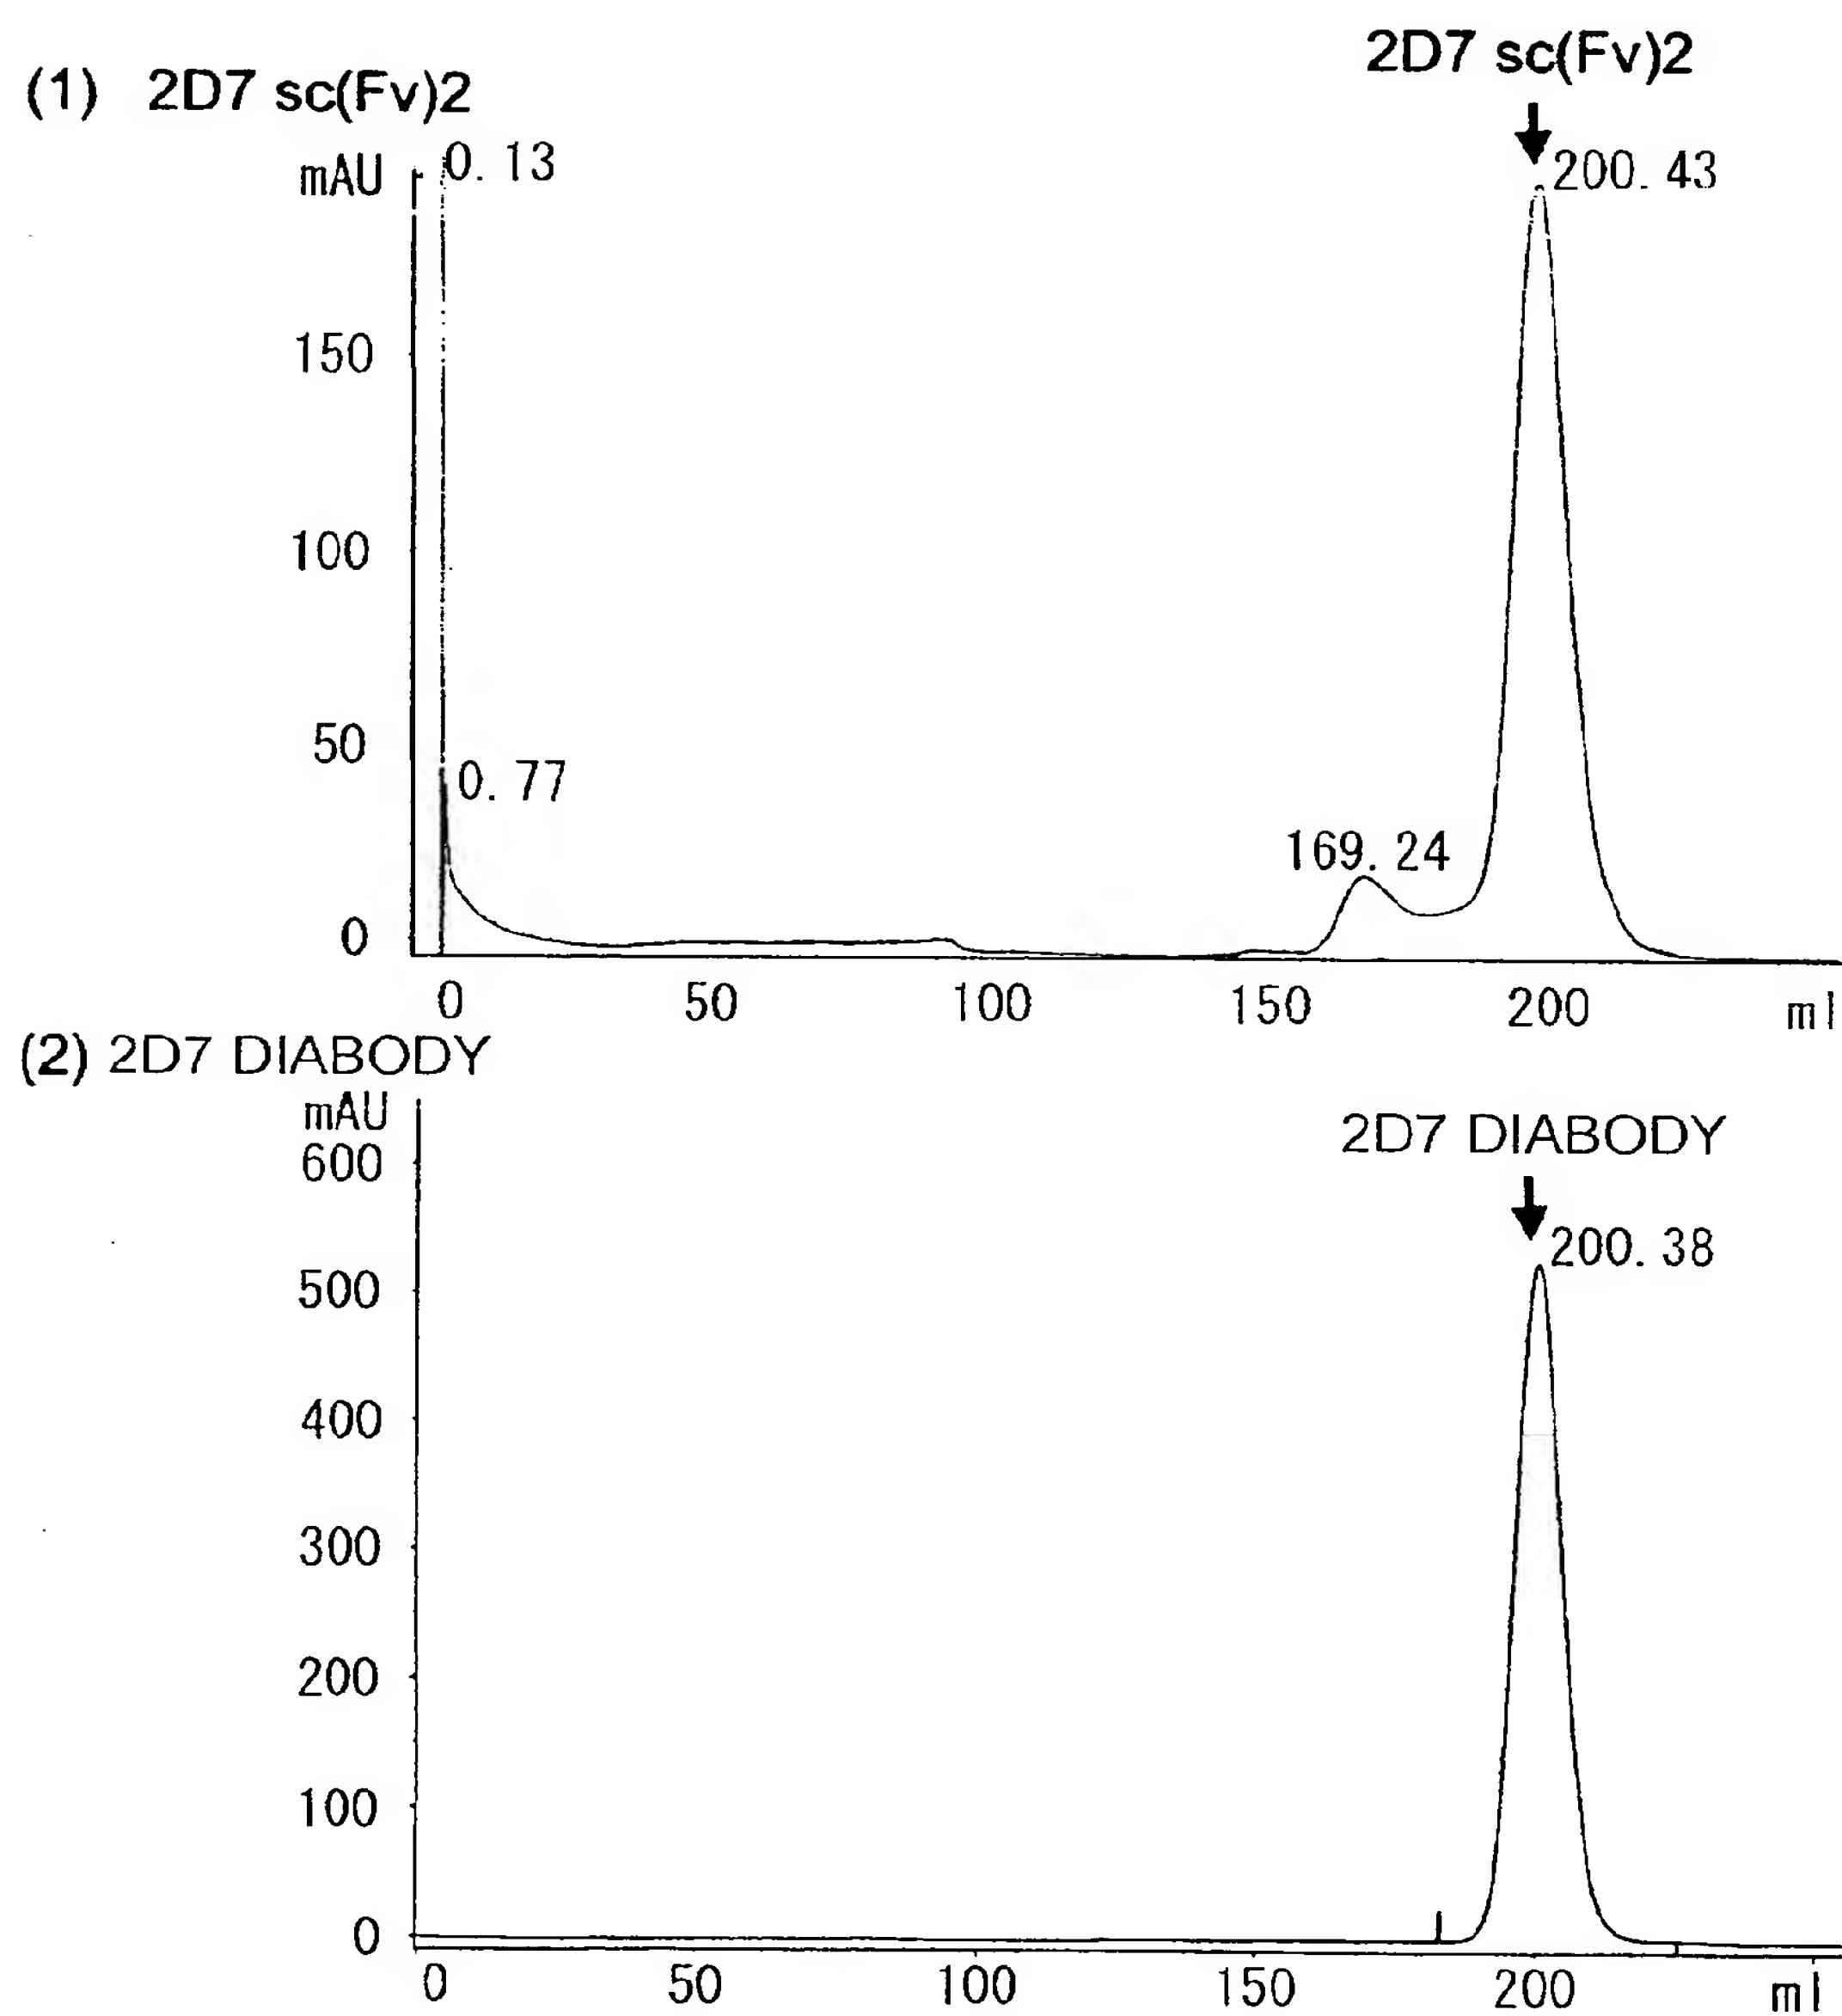 2D7 sc(Fv)2
(1) 2D7 sc(Fv)2
mAU
0.13
200.43
150
100
50
0.77
169.24
0
0 50 100 150 200 ml
(2) 2D7 DIABODY
mAU
2D7 DIABODY
600
200.38
500
400
300
200
100
0
0 50 100 150 200 ml